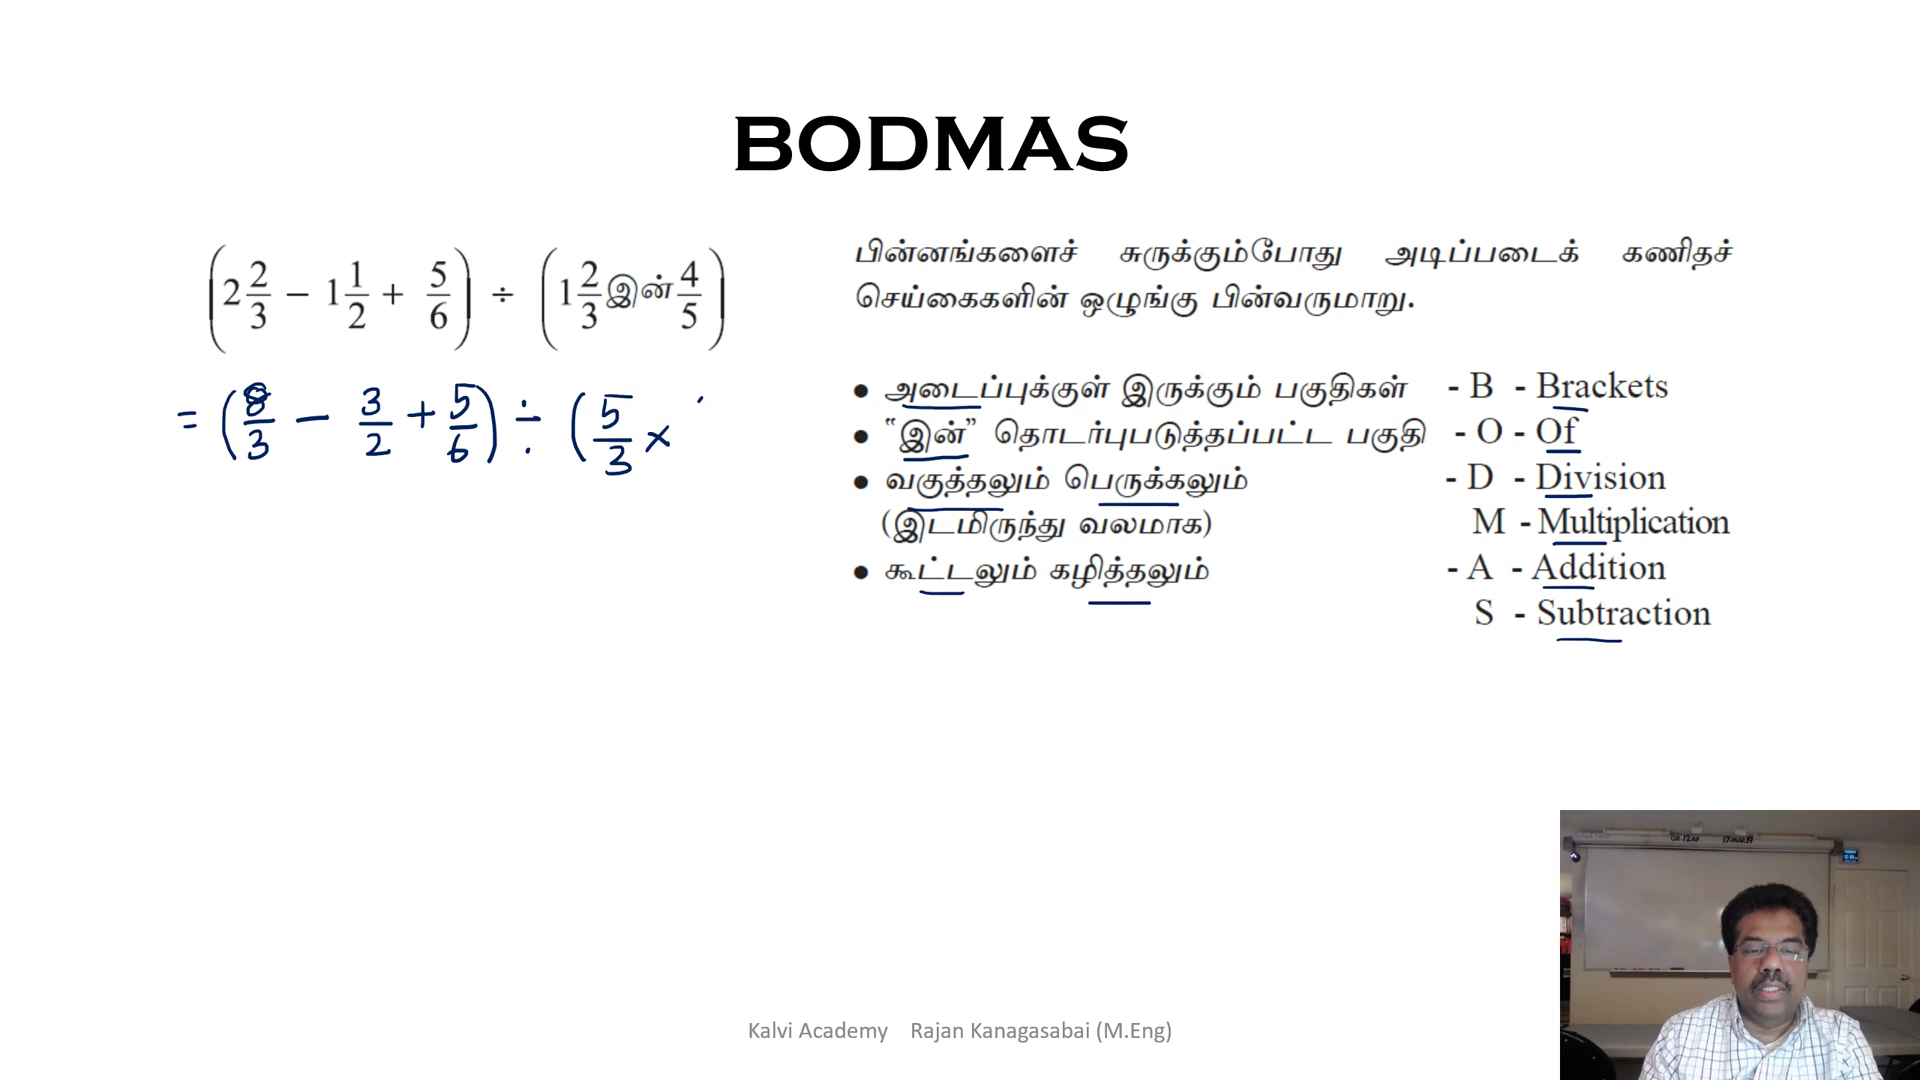 BODMAS
(2 2/3 − 1 1/2 + 5/6) ÷ (1 2/3 இன் 4/5)
= (8/3 − 3/2 + 5/6) ÷ (5/3 ×
பின்னங்களைச் சுருக்கும்போது அடிப்படைக் கணிதச்
செய்கைகளின் ஒழுங்கு பின்வருமாறு.
• அடைப்புக்குள் இருக்கும் பகுதிகள் - B - Brackets
• “இன்” தொடர்புபடுத்தப்பட்ட பகுதி - O - Of
• வகுத்தலும் பெருக்கலும் - D - Division
(இடமிருந்து வலமாக) M - Multiplication
• கூட்டலும் கழித்தலும் - A - Addition
S - Subtraction
Kalvi Academy Rajan Kanagasabai (M.Eng)